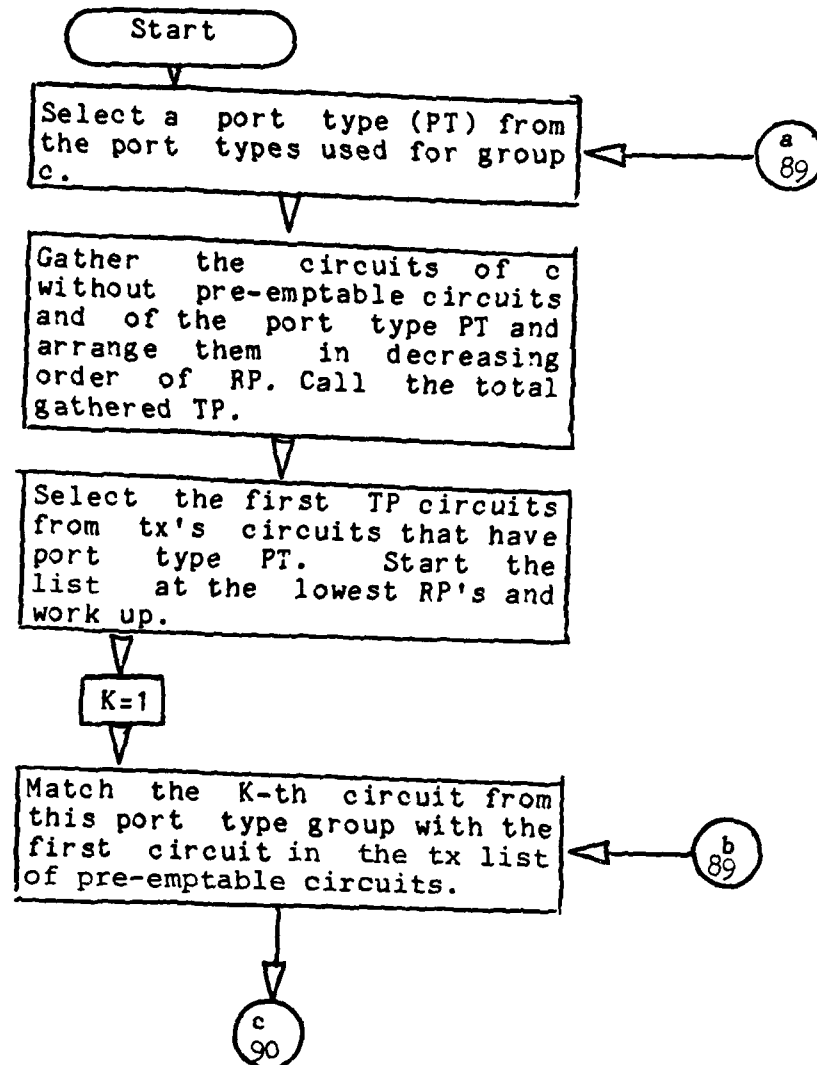 Start
Select a port type (PT) from
the port types used for group
c.
a
89
Gather the circuits of c
without pre-emptable circuits
and of the port type PT and
arrange them in decreasing
order of RP. Call the total
gathered TP.
Select the first TP circuits
from tx's circuits that have
port type PT. Start the
list at the lowest RP's and
work up.
K=1
Match the K-th circuit from
this port type group with the
first circuit in the tx list
of pre-emptable circuits.
b
89
c
90